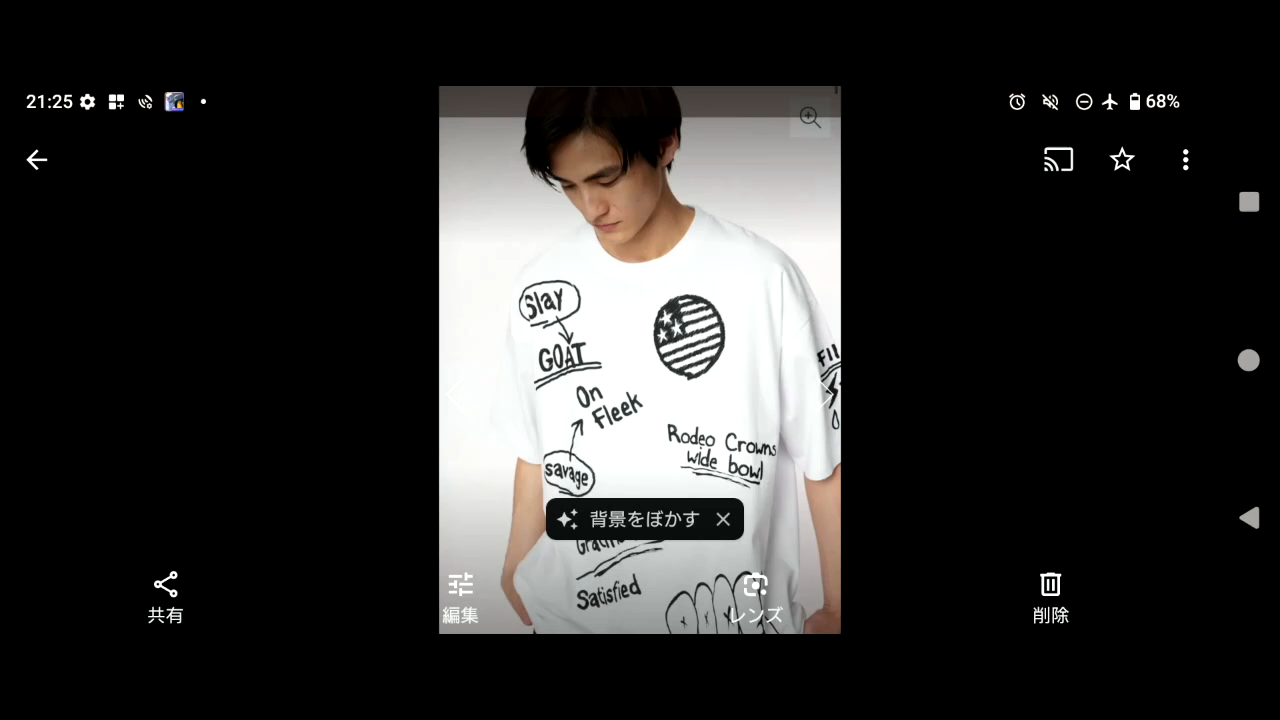 21:25
68%
Slay
GOAT
On
Fleek
savage
Rodeo Crowns
wide bowl
背景をぼかす
Satisfied
共有
編集
レンズ
削除